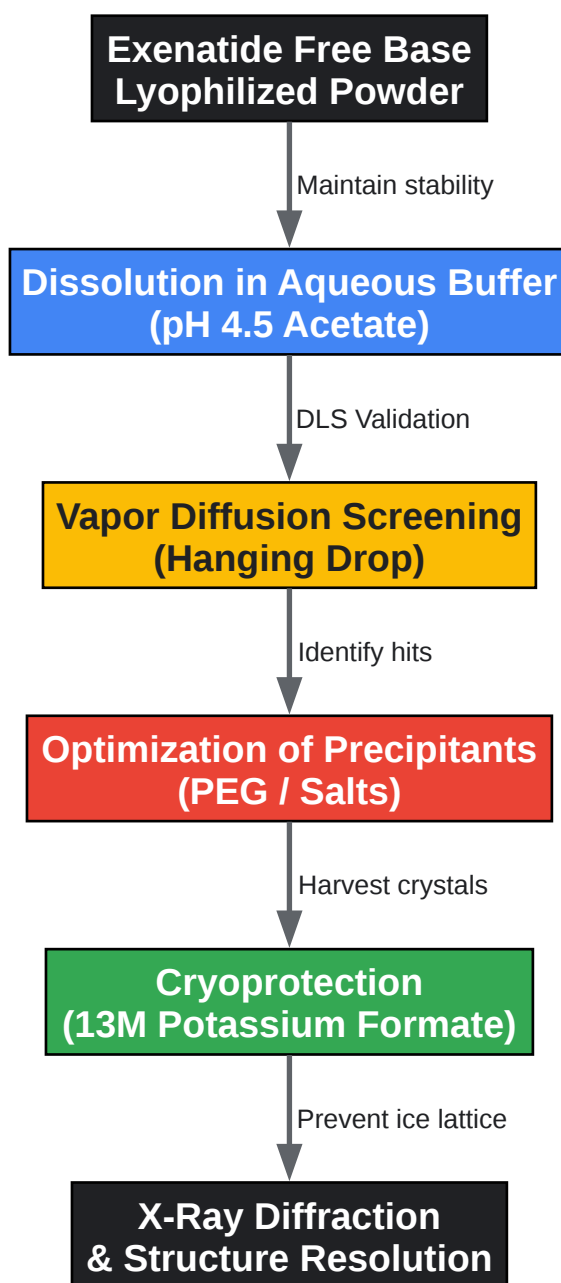 Exenatide Free Base
Lyophilized Powder
Maintain stability
Dissolution in Aqueous Buffer
(pH 4.5 Acetate)
DLS Validation
Vapor Diffusion Screening
(Hanging Drop)
Identify hits
Optimization of Precipitants
(PEG / Salts)
Harvest crystals
Cryoprotection
(13M Potassium Formate)
Prevent ice lattice
X-Ray Diffraction
& Structure Resolution